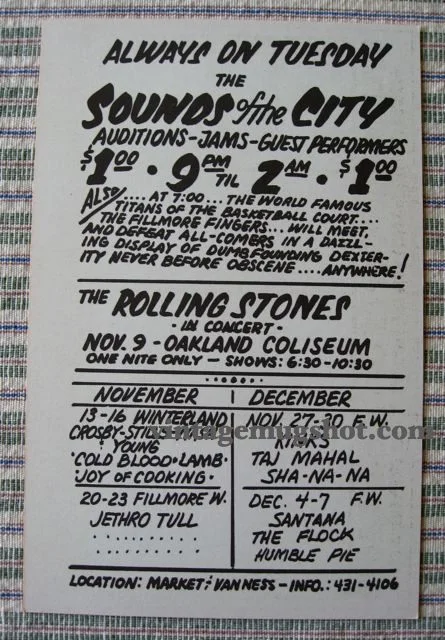 ALWAYS ON TUESDAY
THE
SOUNDS of the CITY
AUDITIONS-JAMS-GUEST PERFORMERS
$1.00 · 9 PM TIL 2 AM · $1.00
ALSO.... AT 7:00... THE WORLD FAMOUS
TITANS OF THE BASKETBALL COURT....
THE FILLMORE FINGERS... WILL MEET,
AND DEFEAT ALL-COMERS IN A DAZZL-
ING DISPLAY OF DUMBFOUNDING DEXTER-
ITY NEVER BEFORE OBSCENE..... ANYWHERE!
THE ROLLING STONES
· IN CONCERT ·
NOV. 9 - OAKLAND COLISEUM
ONE NITE ONLY - SHOWS: 6:30-10:30
NOVEMBER
13-16 WINTERLAND
CROSBY-STILLS
& YOUNG
·COLD BLOOD·LAMB·
JOY OF COOKING·
20-23 FILLMORE W.
JETHRO TULL
DECEMBER
NOV. 27-30 F.W.
KINKS
TAJ MAHAL
SHA-NA-NA
DEC. 4-7 F.W.
SANTANA
THE FLOCK
HUMBLE PIE
vintagemugshot.com
LOCATION: MARKET & VAN NESS - INFO.: 431-4106